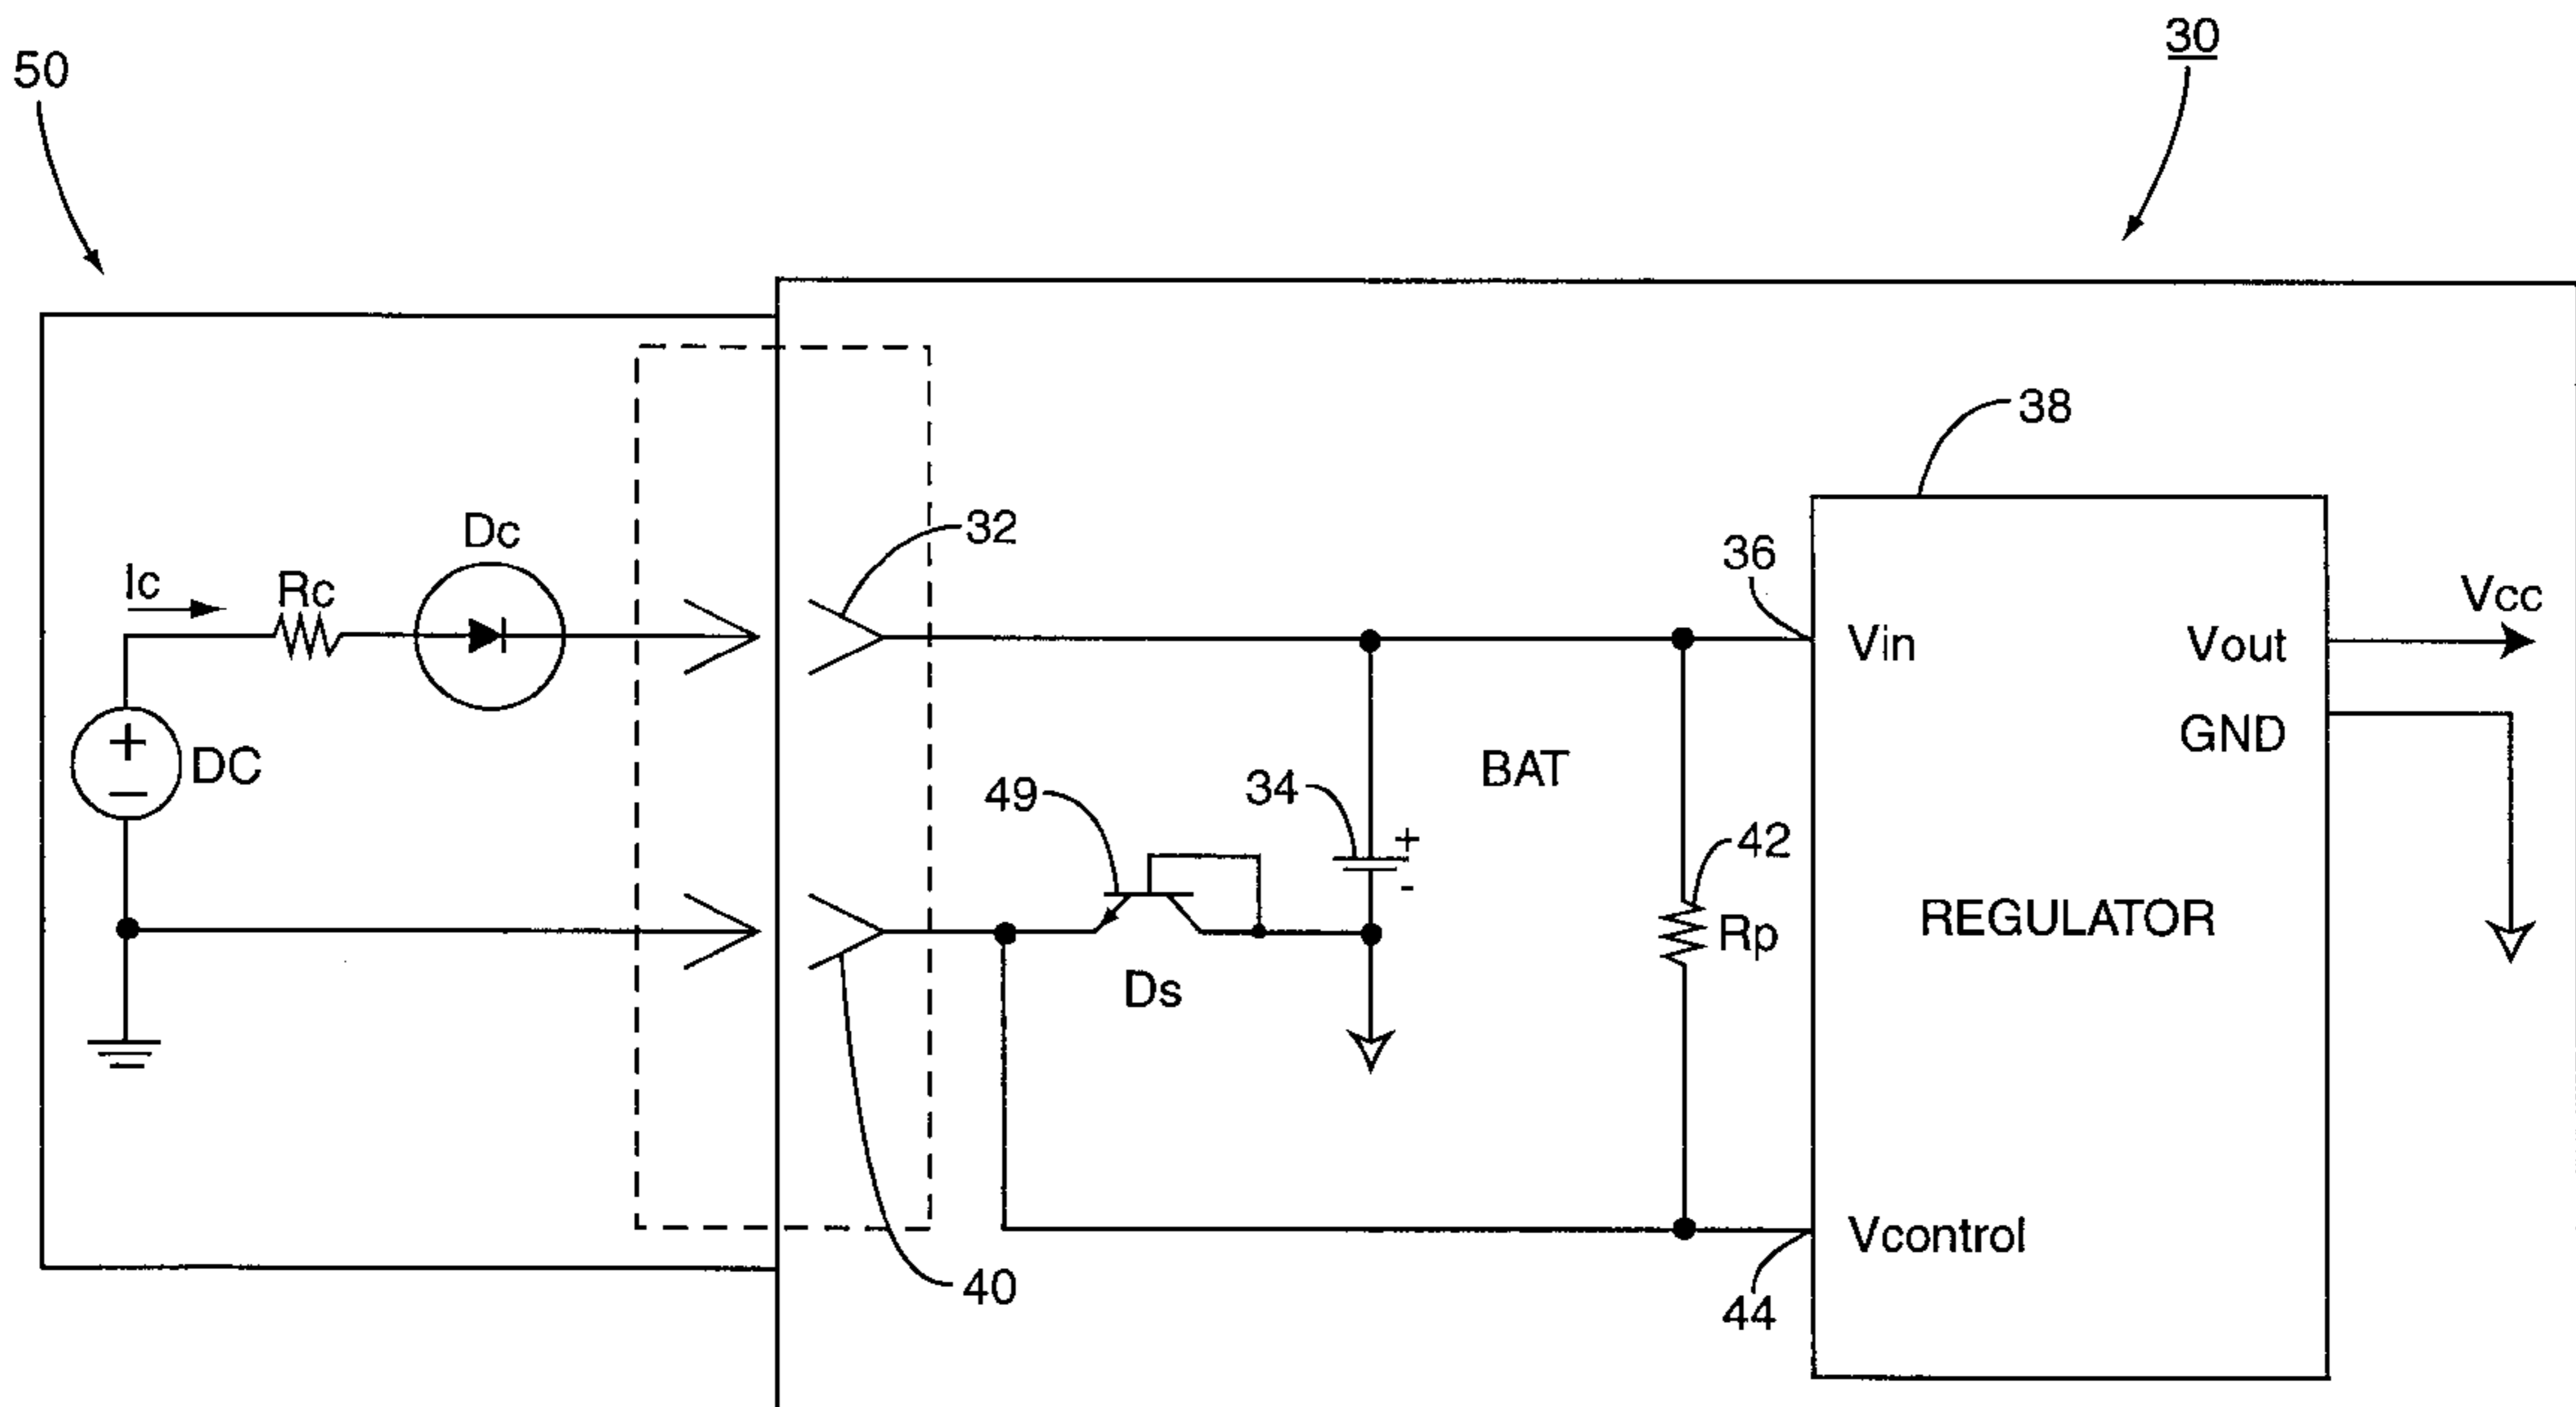 30
50
38
Dc
32
Ic
Rc
36
Vcc
Vin
Vout
+
DC
−
GND
BAT
49
34
+
-
42
REGULATOR
Rp
Ds
Vcontrol
40
44